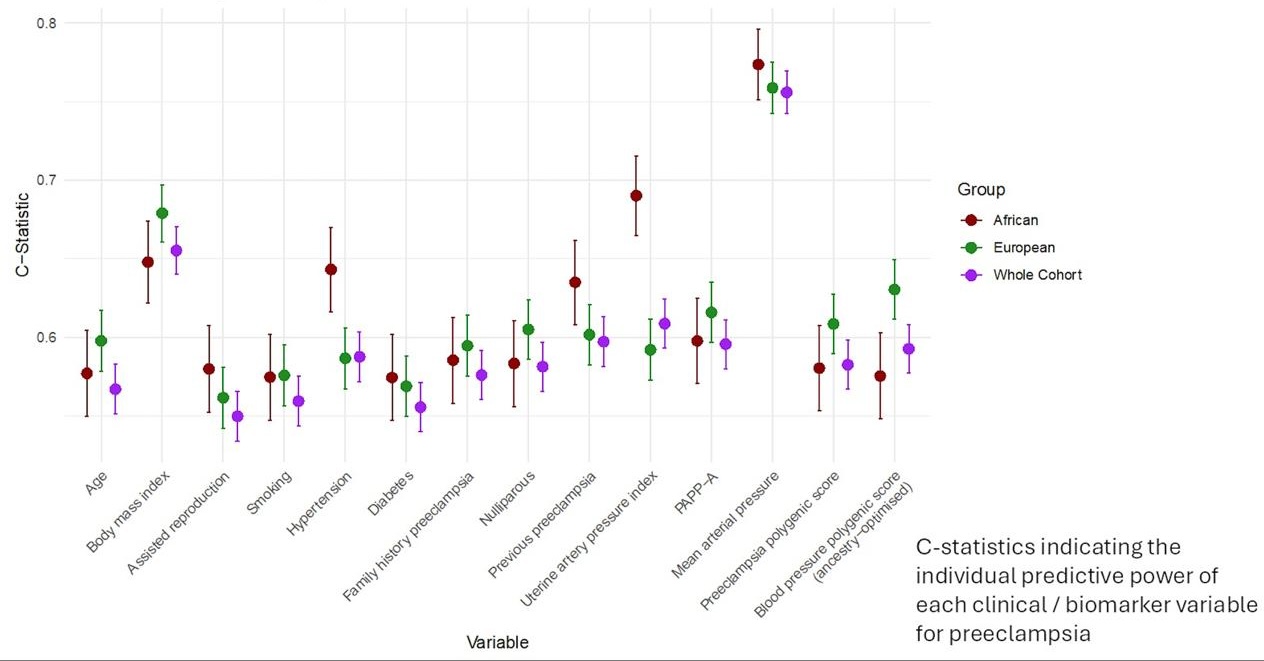 0.8
0.7
0.6
C-Statistic
Age
Body mass index
Assisted reproduction
Smoking
Hypertension
Diabetes
Family history preeclampsia
Nulliparous
Previous preeclampsia
Uterine artery pressure index
PAPP-A
Mean arterial pressure
Preeclampsia polygenic score
Blood pressure polygenic score
(ancestry-optimised)
Variable
Group
African
European
Whole Cohort
C-statistics indicating the
individual predictive power of
each clinical / biomarker variable
for preeclampsia